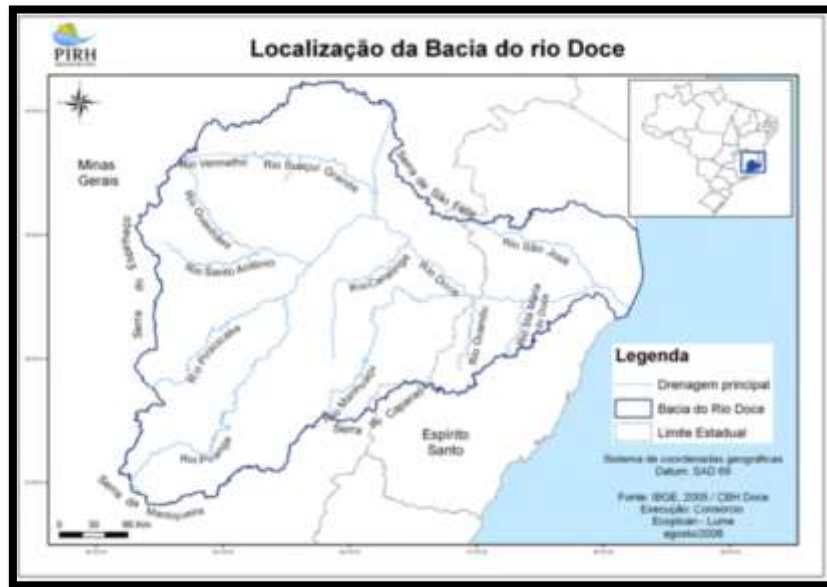 PIRH
Localização da Bacia do rio Doce
Minas
Gerais
Rio Vermelho
Rio Suaçuí Grande
Serra de São Félix
Rio Guanhães
Serra do Espinhaço
Rio Santo Antônio
Rio São José
Rio Caratinga
Rio Doce
Rio Sta Maria
do Doce
Rio Guandu
Rio Piracicaba
Rio Manhuaçu
Serra do Caparaó
Espírito
Santo
Rio Piranga
Serra da Mantiqueira
Legenda
Drenagem principal
Bacia do Rio Doce
Limite Estadual
Sistema de coordenadas geográficas
Datum: SAD 69
Fonte: IBGE, 2005 / CBH Doce
Execução: Consórcio
Ecoplan - Lume